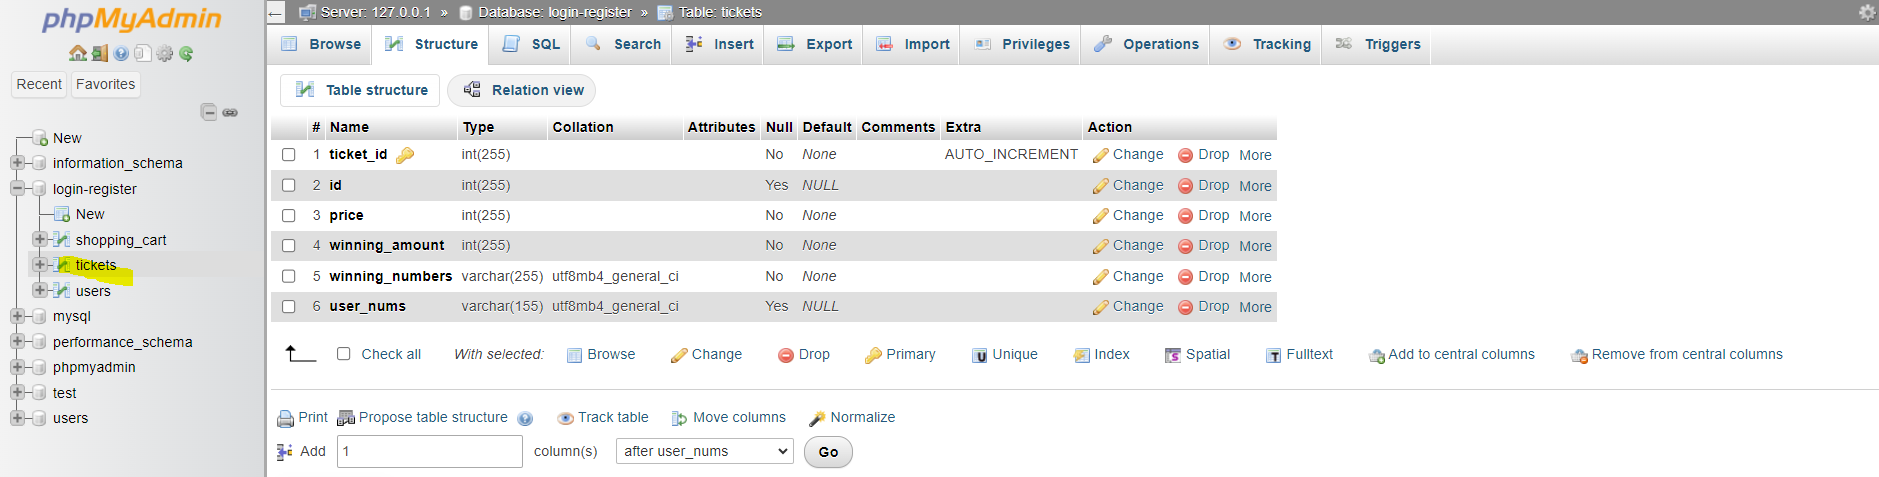 phpMyAdmin
Recent Favorites
New
information_schema
login-register
New
shopping_cart
tickets
users
mysql
performance_schema
phpmyadmin
test
users
Server: 127.0.0.1 » Database: login-register » Table: tickets
Browse Structure SQL Search Insert Export Import Privileges Operations Tracking Triggers
Table structure Relation view
# Name Type Collation Attributes Null Default Comments Extra Action
1 ticket_id int(255) No None AUTO_INCREMENT Change Drop More
2 id int(255) Yes NULL Change Drop More
3 price int(255) No None Change Drop More
4 winning_amount int(255) No None Change Drop More
5 winning_numbers varchar(255) utf8mb4_general_ci No None Change Drop More
6 user_nums varchar(155) utf8mb4_general_ci Yes NULL Change Drop More
Check all With selected: Browse Change Drop Primary Unique Index Spatial Fulltext Add to central columns Remove from central columns
Print Propose table structure Track table Move columns Normalize
Add 1 column(s) after user_nums Go